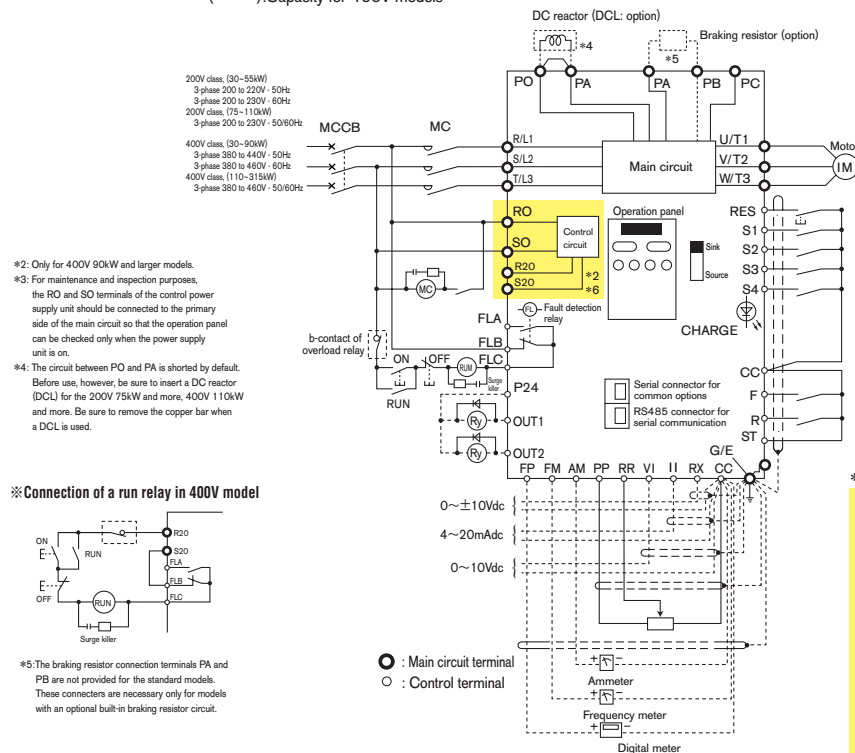 (    ):Capacity for 400V models
DC reactor (DCL: option)
*4
Braking resistor (option)
*5
PO PA PA PB PC
200V class, (30~55kW)
3-phase 200 to 220V - 50Hz
3-phase 200 to 230V - 60Hz
200V class, (75~110kW)
3-phase 200 to 230V - 50/60Hz
400V class, (30~90kW)
3-phase 380 to 440V - 50Hz
3-phase 380 to 460V - 60Hz
400V class, (110~315kW)
3-phase 380 to 460V - 50/60Hz
MCCB MC
R/L1
S/L2
T/L3
Main circuit
U/T1
V/T2
W/T3
Moto
IM
RO
SO
R20
S20
Control
circuit
*2
*6
Operation panel
Sink
Source
RES
S1
S2
S3
S4
CHARGE
CC
F
R
ST
G/E
MC
FL
Fault detection
relay
FLA
FLB
FLC
b-contact of
overload relay
ON OFF
RUM
Surge
killer
RUN
P24
Ry
OUT1
Ry
OUT2
Serial connector for
common options
RS485 connector for
serial communication
FP FM AM PP RR VI II RX CC
0~±10Vdc
4~20mAdc
0~10Vdc
*2: Only for 400V 90kW and larger models.
*3: For maintenance and inspection purposes,
the RO and SO terminals of the control power
supply unit should be connected to the primary
side of the main circuit so that the operation panel
can be checked only when the power supply
unit is on.
*4: The circuit between PO and PA is shorted by default.
Before use, however, be sure to insert a DC reactor
(DCL) for the 200V 75kW and more, 400V 110kW
and more. Be sure to remove the copper bar when
a DCL is used.
※Connection of a run relay in 400V model
ON
RUN
OFF
RUN
Surge killer
R20
S20
FLA
FLB
FLC
*5:The braking resistor connection terminals PA and
PB are not provided for the standard models.
These connecters are necessary only for models
with an optional built-in braking resistor circuit.
: Main circuit terminal
: Control terminal
+ -
Ammeter
+ -
Frequency meter
+ -
Digital meter
*